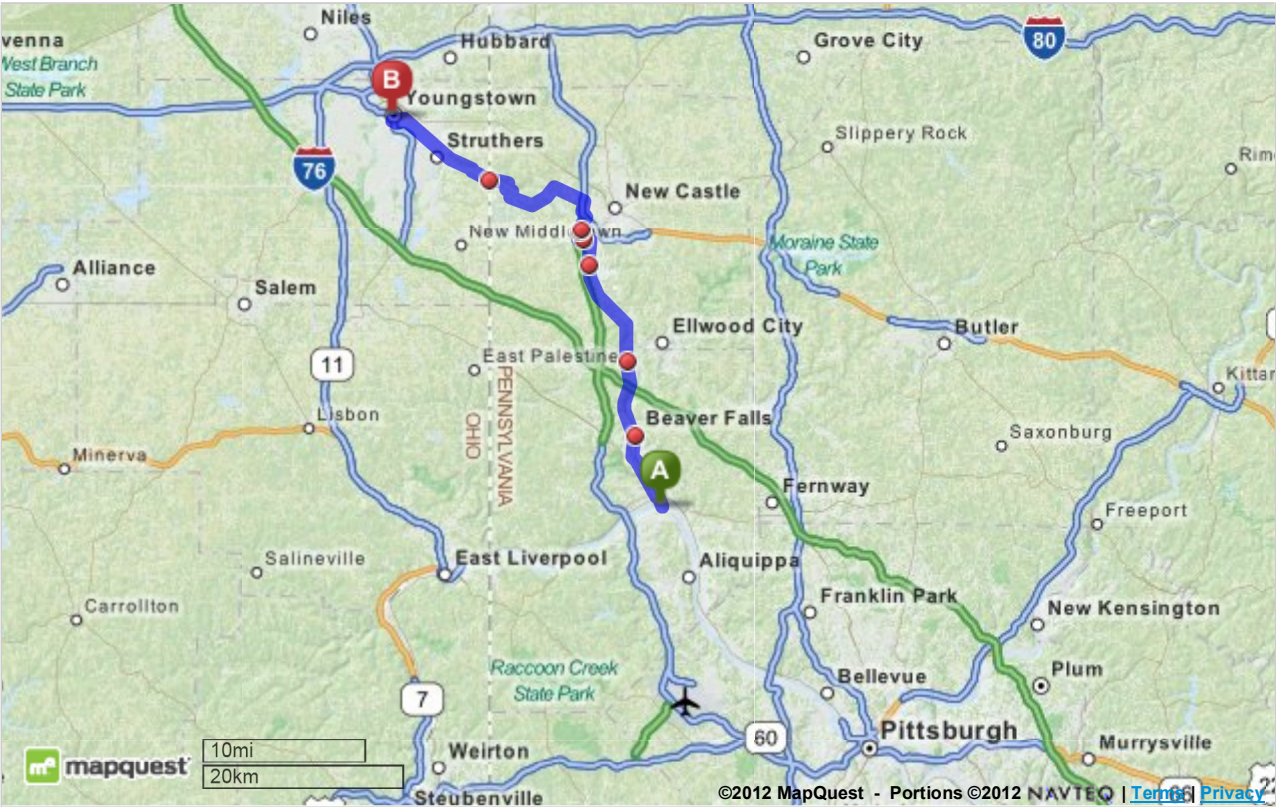 Niles
venna
Hubbard
Grove City
80
West Branch
State Park
B
Youngstown
Struthers
Slippery Rock
76
Rim
New Castle
New Middl wn
Moraine State
Park
Alliance
Salem
Ellwood City
Butler
11
East Palestine
Kittar
PENNSYLVANIA
OHIO
Lisbon
Beaver Falls
Saxonburg
Minerva
A
Fernway
Freeport
Salineville
East Liverpool
Aliquippa
Carrollton
Franklin Park
New Kensington
Raccoon Creek
State Park
Bellevue
Plum
7
60
Pittsburgh
Murrysville
10mi
20km
mapquest
Weirton
Steubenville
©2012 MapQuest - Portions ©2012 NAVTEQ | Terms | Privacy